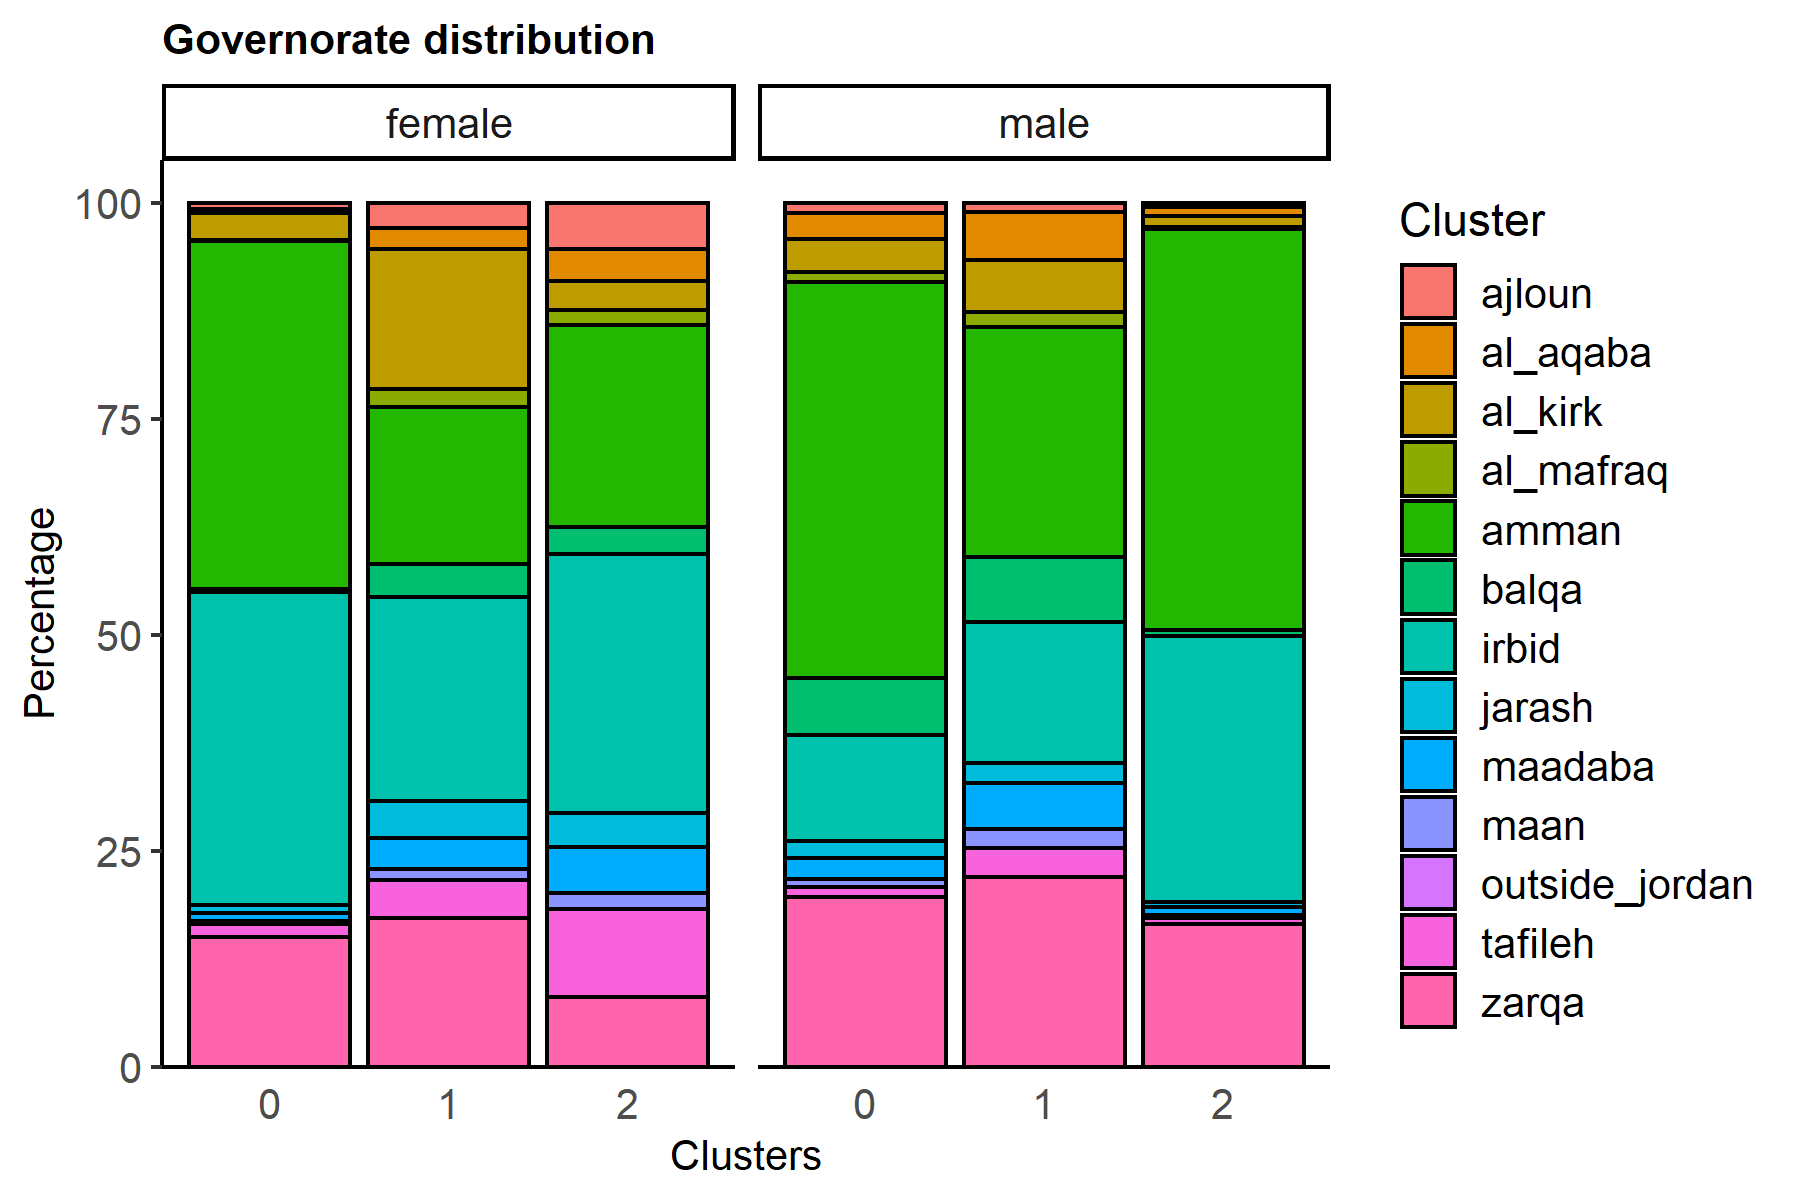 Governorate distribution
female
male
100
75
50
25
0
Percentage
0
1
2
0
1
2
Clusters
Cluster
ajloun
al_aqaba
al_kirk
al_mafraq
amman
balqa
irbid
jarash
maadaba
maan
outside_jordan
tafileh
zarqa